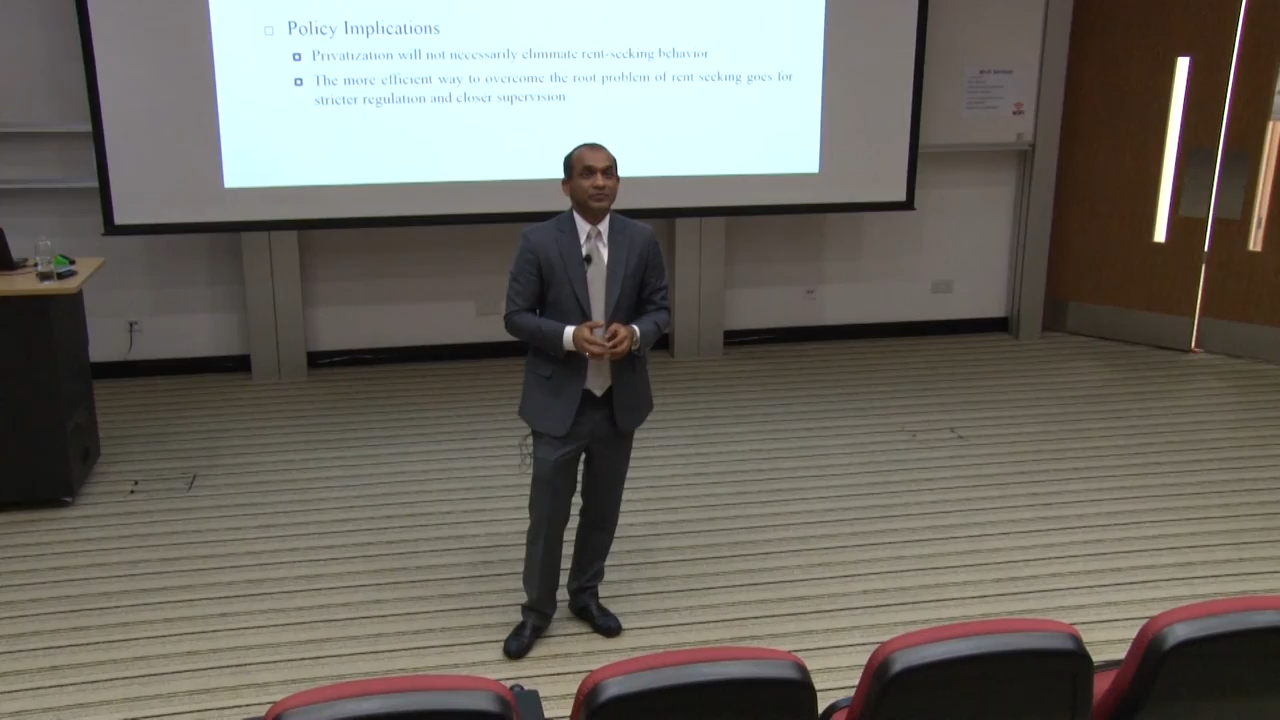 Policy Implications
Privatization will not necessarily eliminate rent-seeking behavior
The more efficient way to overcome the root problem of rent seeking goes for
stricter regulation and closer supervision.
WiFi